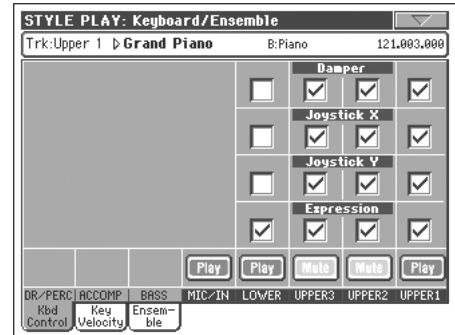 STYLE PLAY: Keyboard/Ensemble
Trk:Upper 1 Grand Piano B:Piano 121.003.000
Damper
Joystick X
Joystick Y
Expression
Play Play Mute Mute Play
DR/PERC ACCOMP BASS MIC/IN LOWER UPPER3 UPPER2 UPPER1
Kbd Key Ensem-
Control Velocity ble